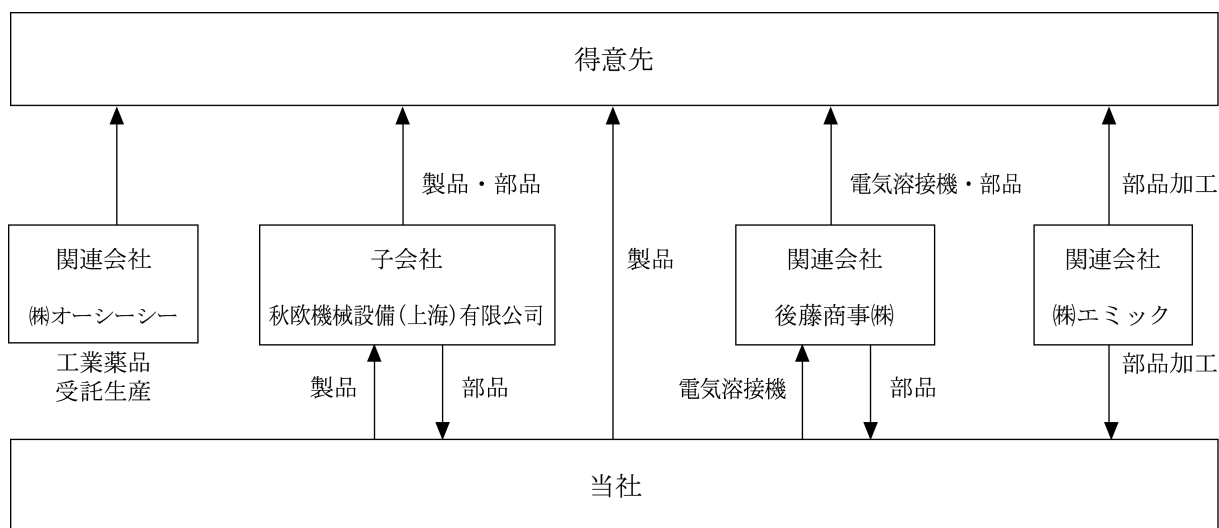 得意先
製品・部品
電気溶接機・部品
部品加工
関連会社
㈱オーシーシー
工業薬品
受託生産
子会社
秋欧機械設備(上海)有限公司
製品
関連会社
後藤商事㈱
関連会社
㈱エミック
製品
部品
電気溶接機
部品
部品加工
当社